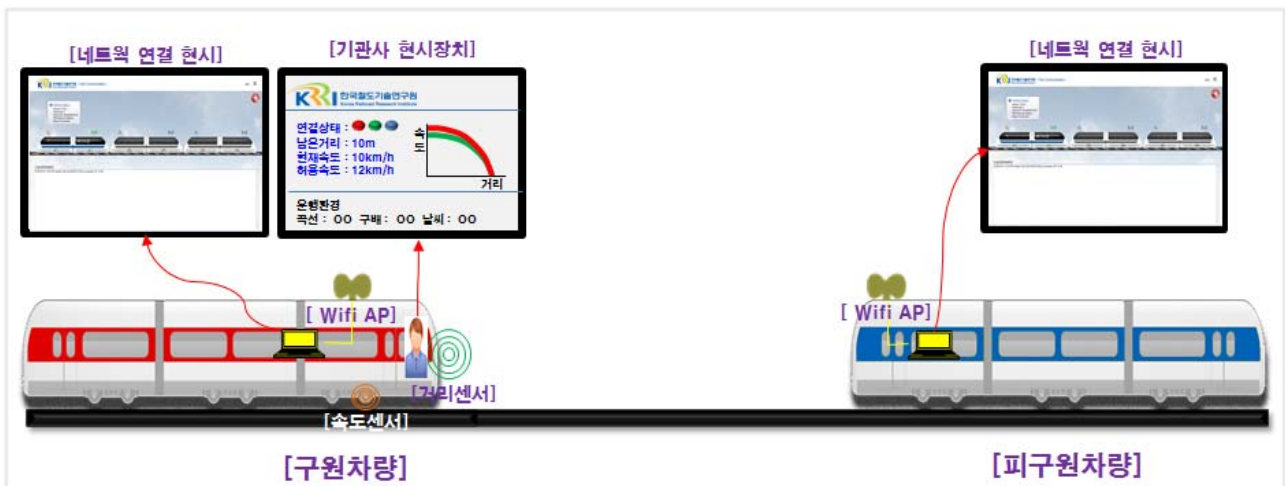 [네트웍 연결 현시]
[기관사 현시장치]
[네트웍 연결 현시]
KRRI 한국철도기술연구원
Korea Railroad Research Institute
연결상태 :
남은거리 : 10m
현재속도 : 10km/h
허용속도 : 12km/h
속도
거리
운행환경
곡선 : OO 구배 : OO 날씨 : OO
[ Wifi AP]
[ Wifi AP]
[거리센서]
[속도센서]
[구원차량]
[피구원차량]